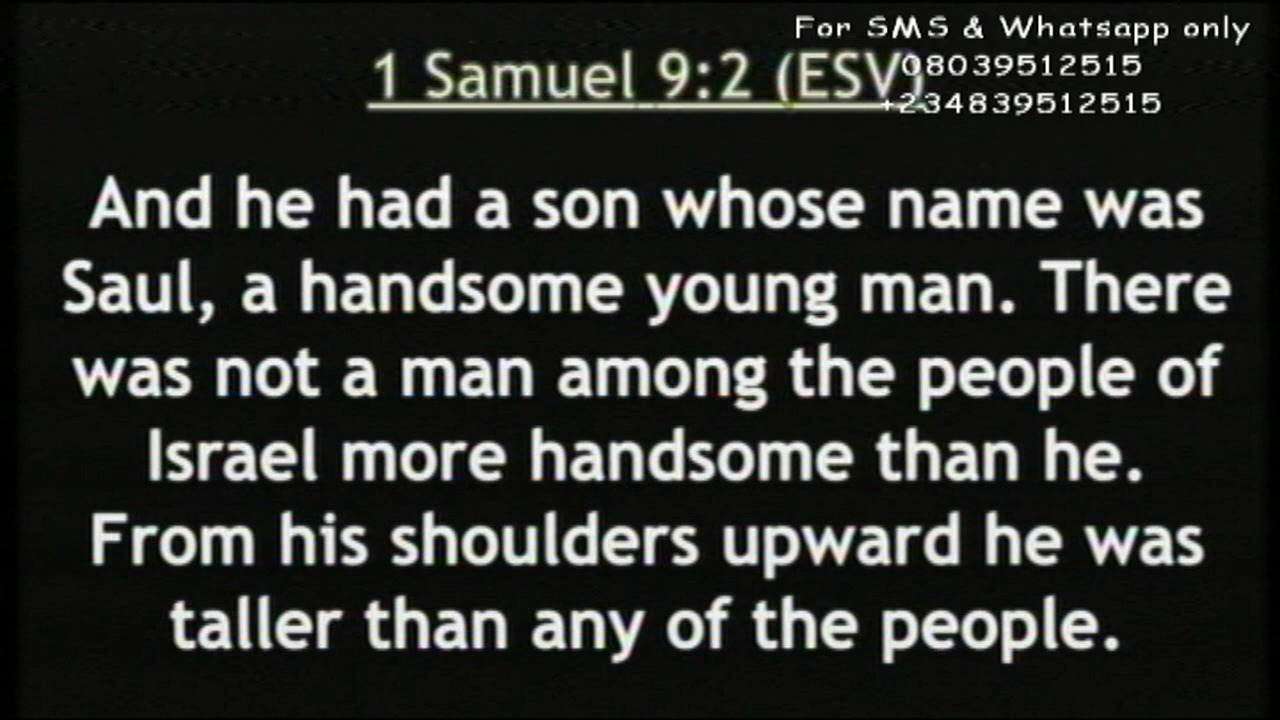 For SMS & Whatsapp only
08039512515
+234839512515
1 Samuel 9:2 (ESV)
And he had a son whose name was
Saul, a handsome young man. There
was not a man among the people of
Israel more handsome than he.
From his shoulders upward he was
taller than any of the people.